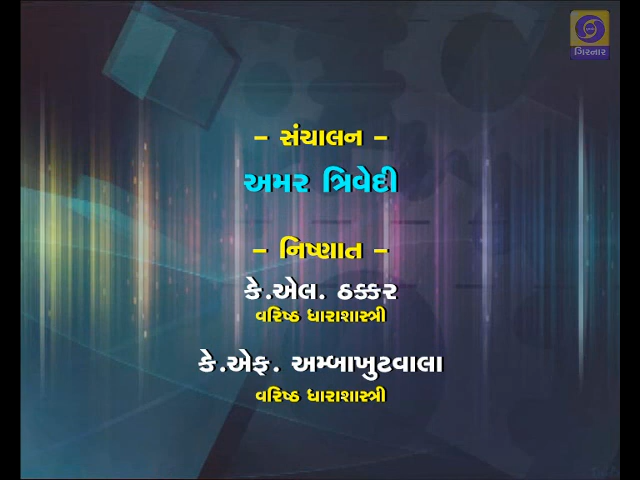 ગિરનાર
– સંચાલન –
અમર ત્રિવેદી
– નિષ્ણાત –
કે.એલ. ઠક્કર
વરિષ્ઠ ધારાશાસ્ત્રી
કે.એફ. અમ્બાખુટવાલા
વરિષ્ઠ ધારાશાસ્ત્રી